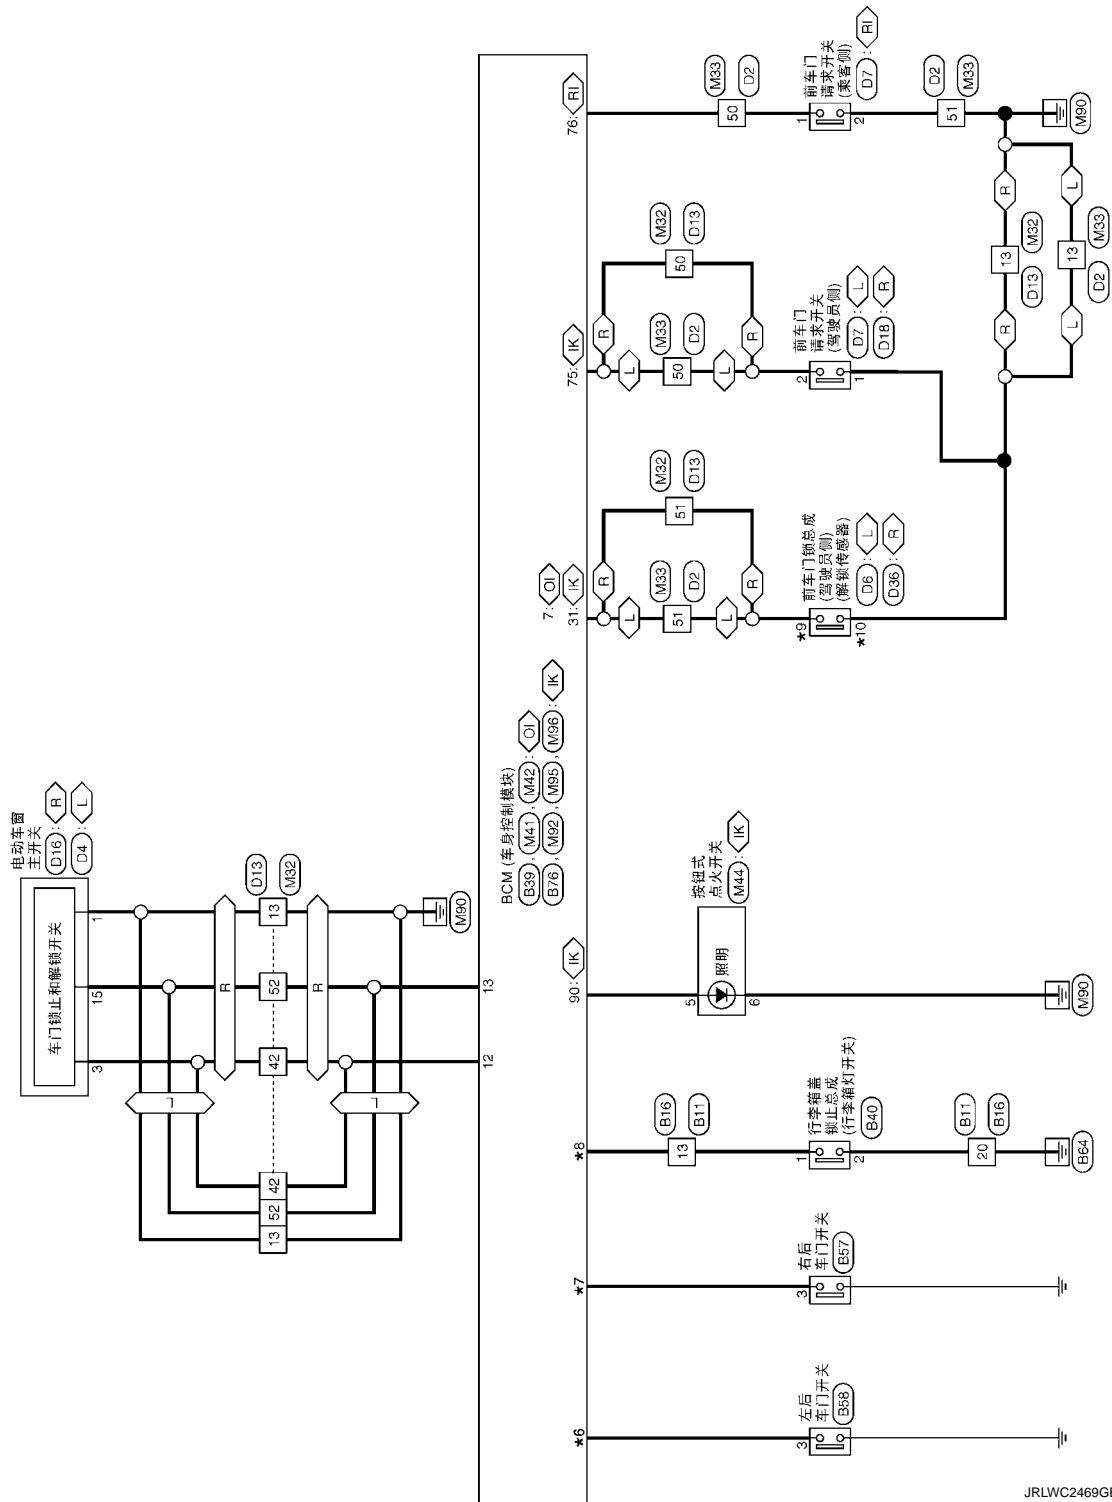 电动车窗
主开关
D16 : R
D4 : L
车门锁止和解锁开关
3
15
1
L
R
42
52
13
D13
M32
13
52
42
L
R
M90
12
13
BCM (车身控制模块)
B39 , M41 , M42 : OI
B76 , M92 , M95 , M96 : IK
*6
*7
*8
90: IK
7: OI
31: IK
75: IK
76: RI
左后
车门开关
B58
3
右后
车门开关
B57
3
13
B16
B11
行李箱盖
锁止总成
(行李箱灯开关)
B40
1
2
20
B11
B16
B64
按钮式
点火开关
M44 : IK
照明
5
6
M90
R
L
51
M33
D2
51
M32
D13
L
R
前车门锁总成
(驾驶员侧)
(解锁传感器)
D6 : L
D36 : R
*9
*10
R
L
50
M33
D2
50
M32
D13
L
R
前车门
请求开关
(驾驶员侧)
D7 : L
D18 : R
2
1
50
M33
D2
前车门
请求开关
(乘客侧)
D7 : RI
1
2
51
D2
M33
R
13
R
D13
M32
L
13
L
D2
M33
M90
JRLWC2469GB